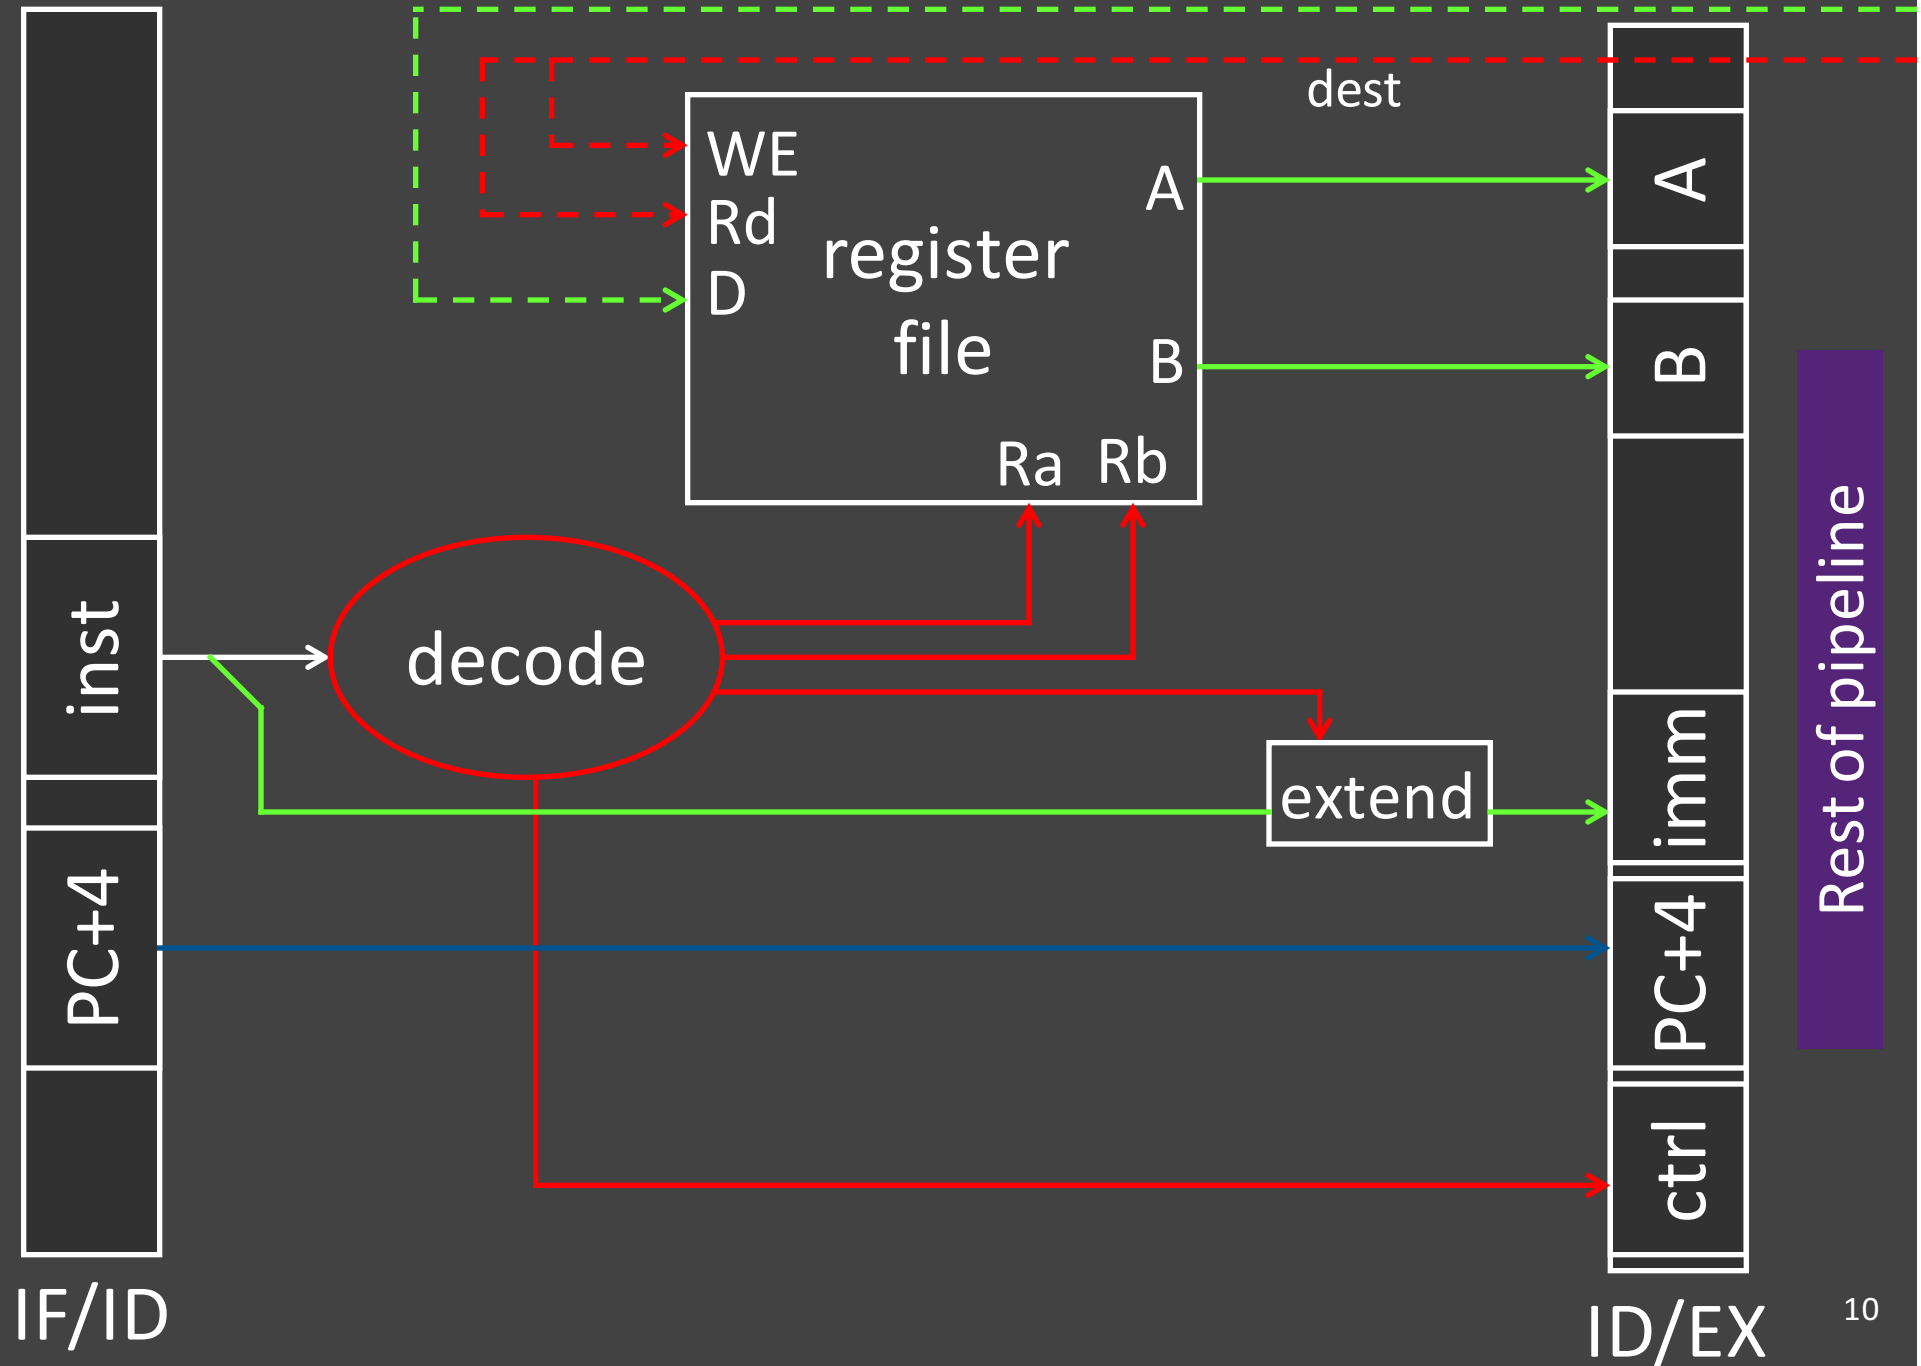 dest
WE
Rd
D
register
file
A
B
Ra Rb
A
B
inst
decode
extend
imm
PC+4
PC+4
ctrl
Rest of pipeline
IF/ID
ID/EX
10